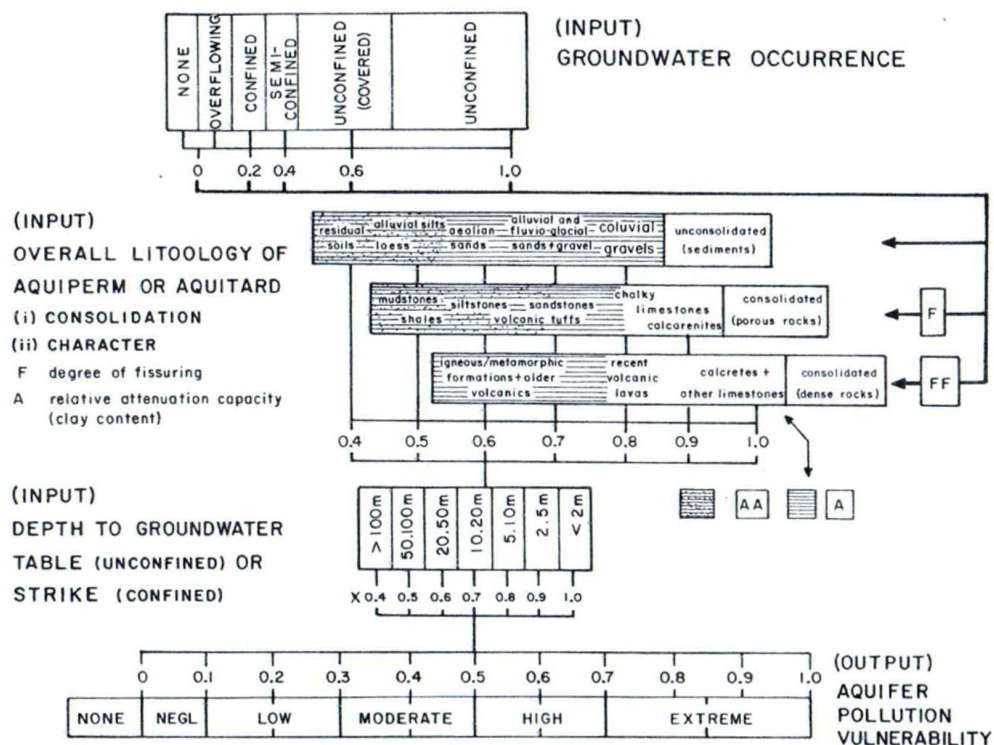 NONE
OVERFLOWING
CONFINED
SEMI-
CONFINED
UNCONFINED
(COVERED)
UNCONFINED
(INPUT)
GROUNDWATER OCCURRENCE
0 0.2 0.4 0.6 1.0
(INPUT)
OVERALL LITOOLOGY OF
AQUIPERM OR AQUITARD
(i) CONSOLIDATION
(ii) CHARACTER
F degree of fissuring
A relative attenuation capacity
(clay content)
residual
soils
alluvial silts
loess
aeolian
sands
alluvial and
fluvio-glacial
sands+gravel
coluvial
gravels
unconsolidated
(sediments)
mudstones
shales
siltstones
sandstones
volcanic tuffs
chalky
limestones
calcarenites
consolidated
(porous rocks)
F
igneous/metamorphic
formations+older
volcanics
recent
volcanic
lavas
calcretes +
other limestones
consolidated
(dense rocks)
FF
0.4 0.5 0.6 0.7 0.8 0.9 1.0
AA
A
(INPUT)
DEPTH TO GROUNDWATER
TABLE (UNCONFINED) OR
STRIKE (CONFINED)
>100m
50.100m
20.50m
10.20m
5.10m
2.5m
<2m
X 0.4 0.5 0.6 0.7 0.8 0.9 1.0
0 0.1 0.2 0.3 0.4 0.5 0.6 0.7 0.8 0.9 1.0
NONE NEGL LOW MODERATE HIGH EXTREME
(OUTPUT)
AQUIFER
POLLUTION
VULNERABILITY